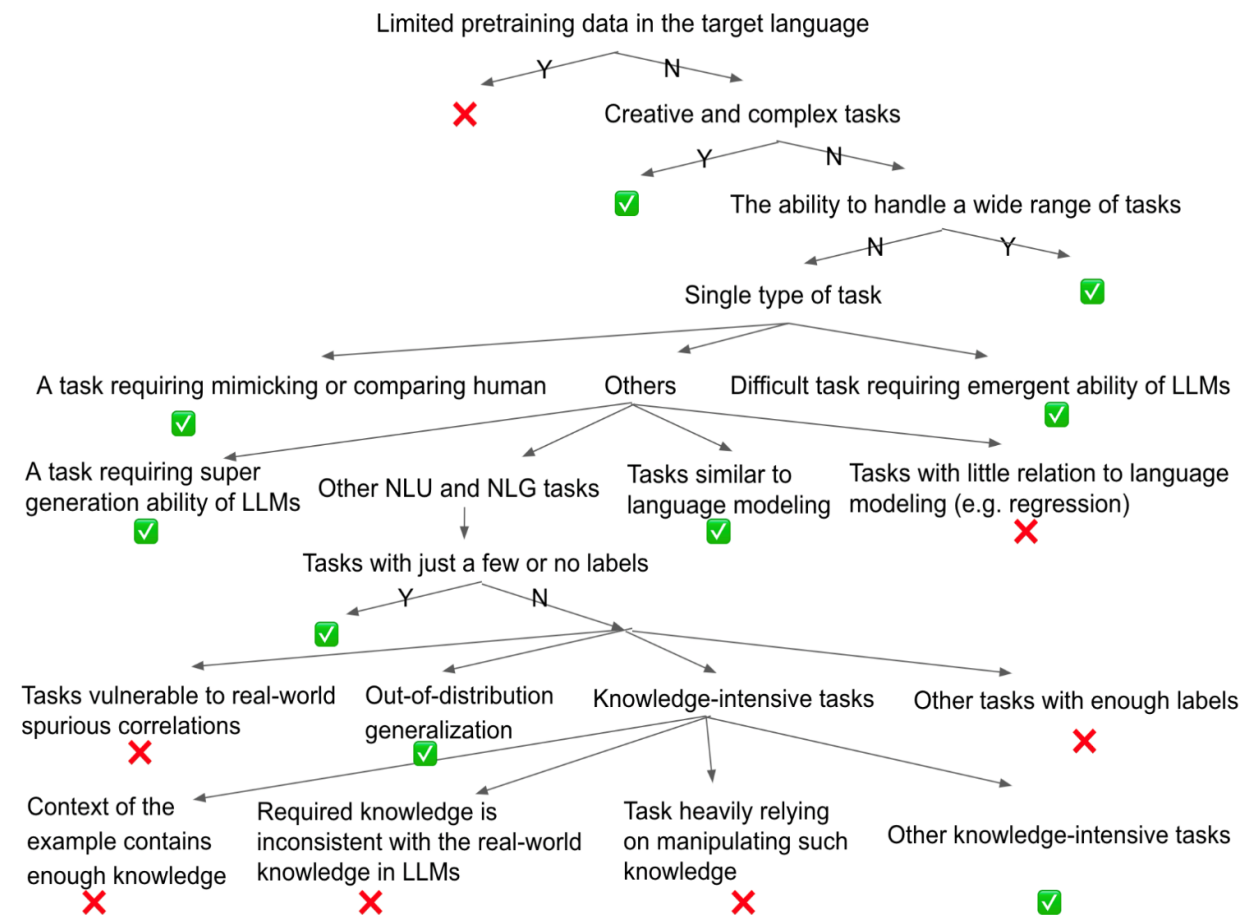 Limited pretraining data in the target language
Y
N
Creative and complex tasks
Y
N
The ability to handle a wide range of tasks
N
Y
Single type of task
A task requiring mimicking or comparing human
Others
Difficult task requiring emergent ability of LLMs
A task requiring super
generation ability of LLMs
Other NLU and NLG tasks
Tasks similar to
language modeling
Tasks with little relation to language
modeling (e.g. regression)
Tasks with just a few or no labels
Y
N
Tasks vulnerable to real-world
spurious correlations
Out-of-distribution
generalization
Knowledge-intensive tasks
Other tasks with enough labels
Context of the
example contains
enough knowledge
Required knowledge is
inconsistent with the real-world
knowledge in LLMs
Task heavily relying
on manipulating such
knowledge
Other knowledge-intensive tasks